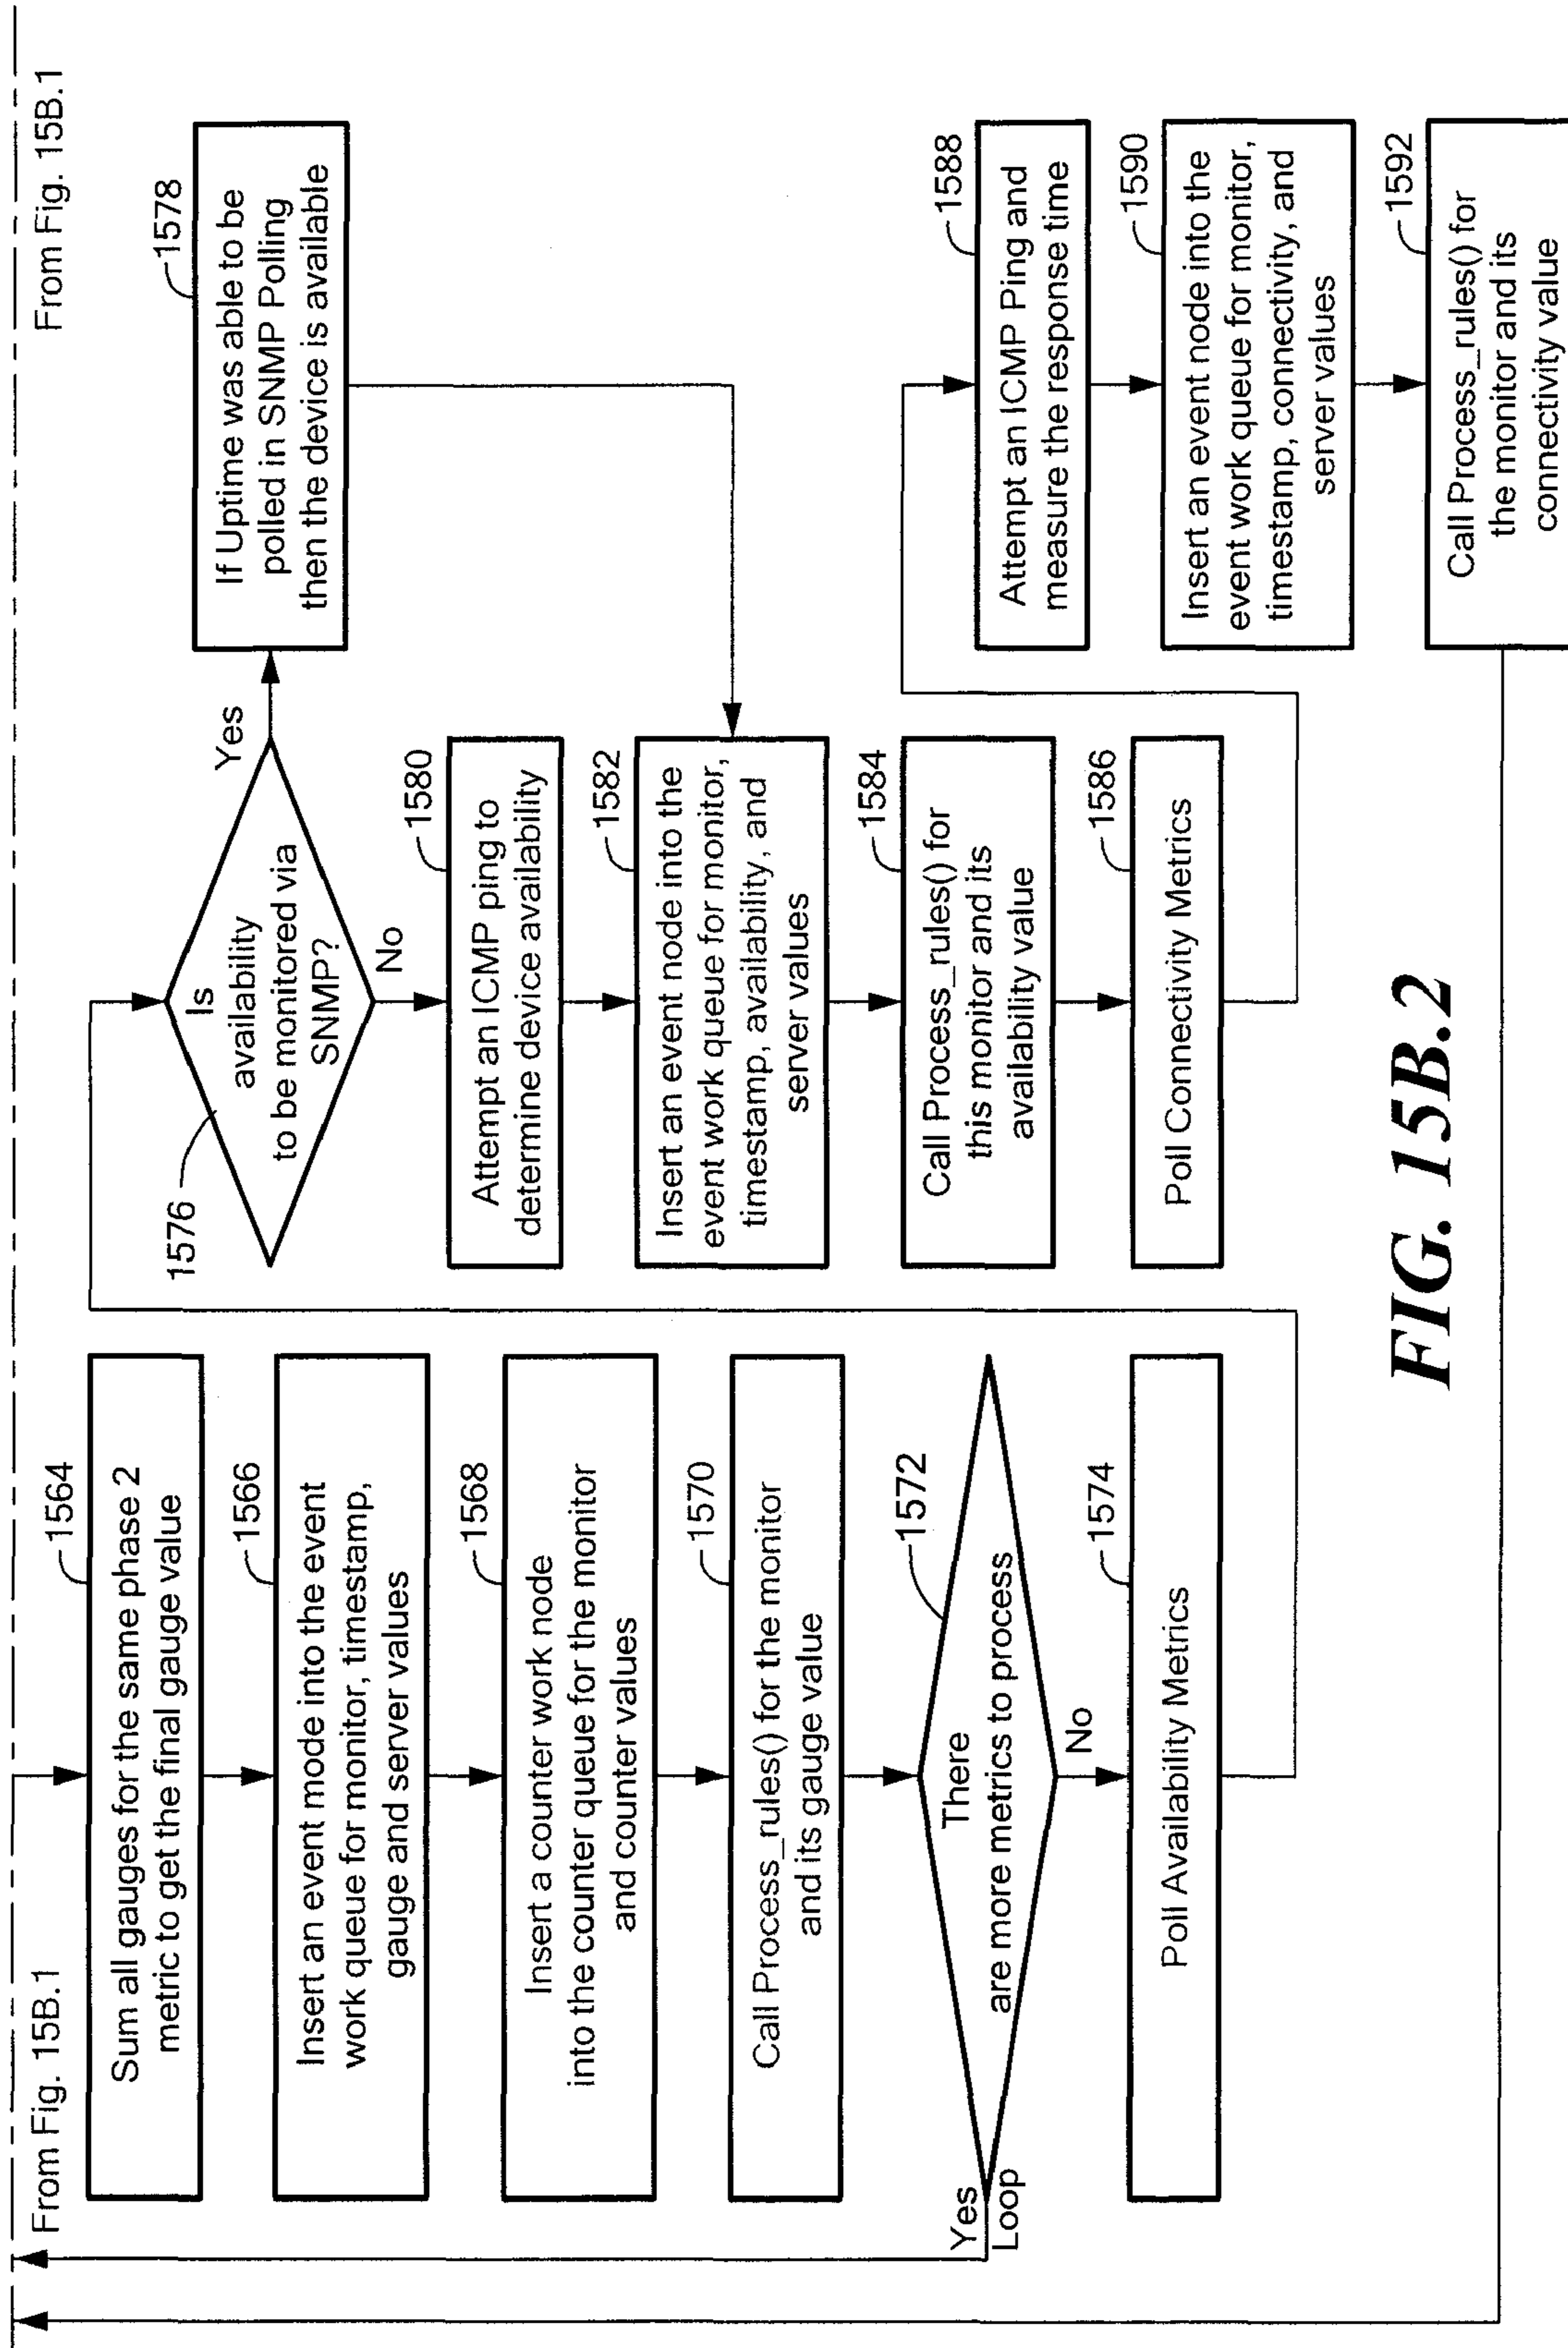 From Fig. 15B.1
1564
Sum all gauges for the same phase 2
metric to get the final gauge value
1566
Insert an event mode into the event
work queue for monitor, timestamp,
gauge and server values
1568
Insert a counter work node
into the counter queue for the monitor
and counter values
1570
Call Process_rules() for the monitor
and its gauge value
1572
There
are more metrics to process
Yes
Loop
No
1574
Poll Availability Metrics
1576
Is
availability
to be monitored via
SNMP?
Yes
No
1580
Attempt an ICMP ping to
determine device availability
1582
Insert an event node into the
event work queue for monitor,
timestamp, availability, and
server values
1584
Call Process_rules() for
this monitor and its
availability value
1586
Poll Connectivity Metrics
From Fig. 15B.1
1578
If Uptime was able to be
polled in SNMP Polling
then the device is available
1588
Attempt an ICMP Ping and
measure the response time
1590
Insert an event node into the
event work queue for monitor,
timestamp, connectivity, and
server values
1592
Call Process_rules() for
the monitor and its
connectivity value
FIG. 15B.2